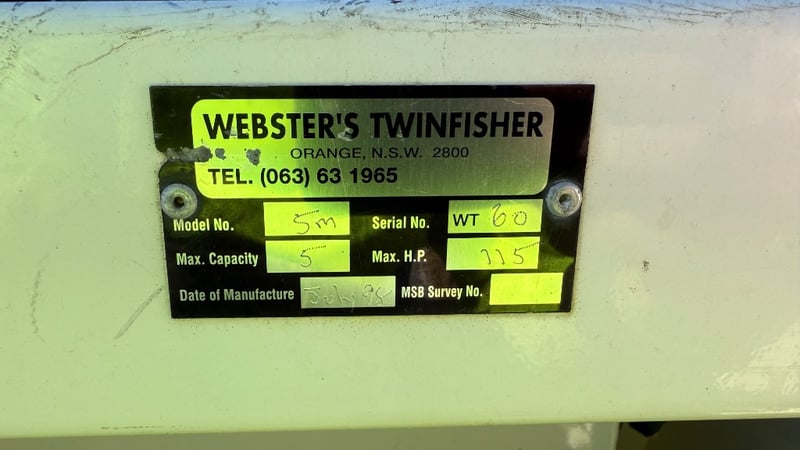 WEBSTER'S TWINFISHER
ORANGE, N.S.W. 2800
TEL. (063) 63 1965
Model No. 5m Serial No. WT 60
Max. Capacity 5 Max. H.P. 115
Date of Manufacture July MSB Survey No.